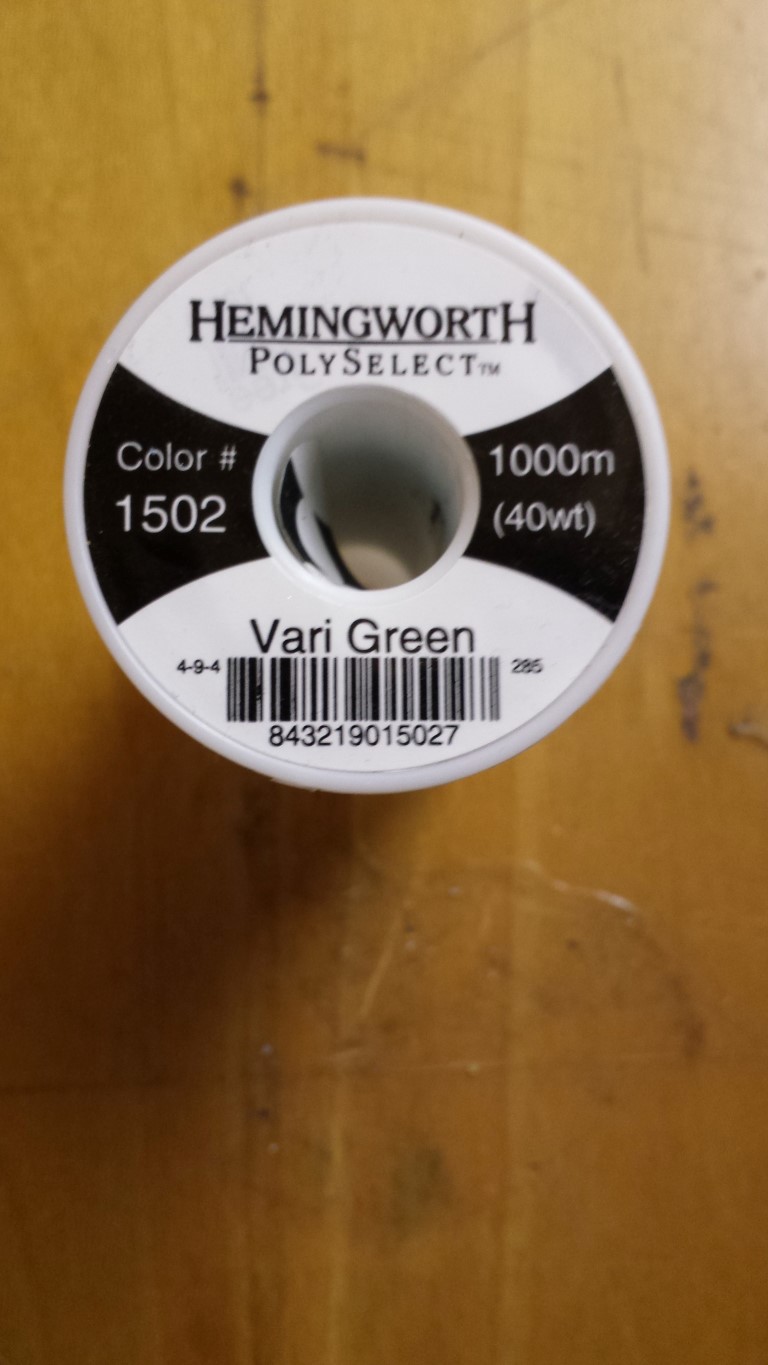 HEMINGWORTH
POLYSELECT™
Color #
1502
1000m
(40wt)
Vari Green
4-9-4
285
843219015027